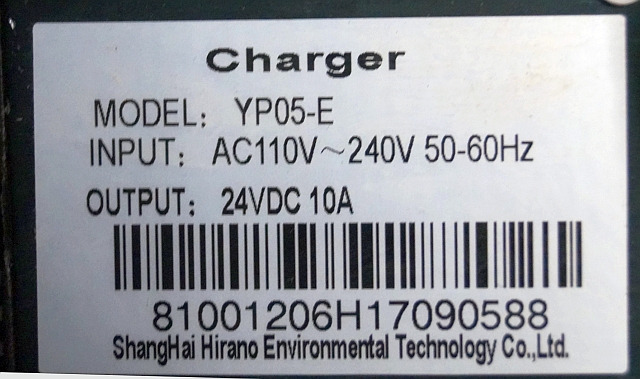 Charger
MODEL: YP05-E
INPUT: AC110V～240V 50-60Hz
OUTPUT: 24VDC 10A
81001206H17090588
ShangHai Hirano Environmental Technology Co.,Ltd.